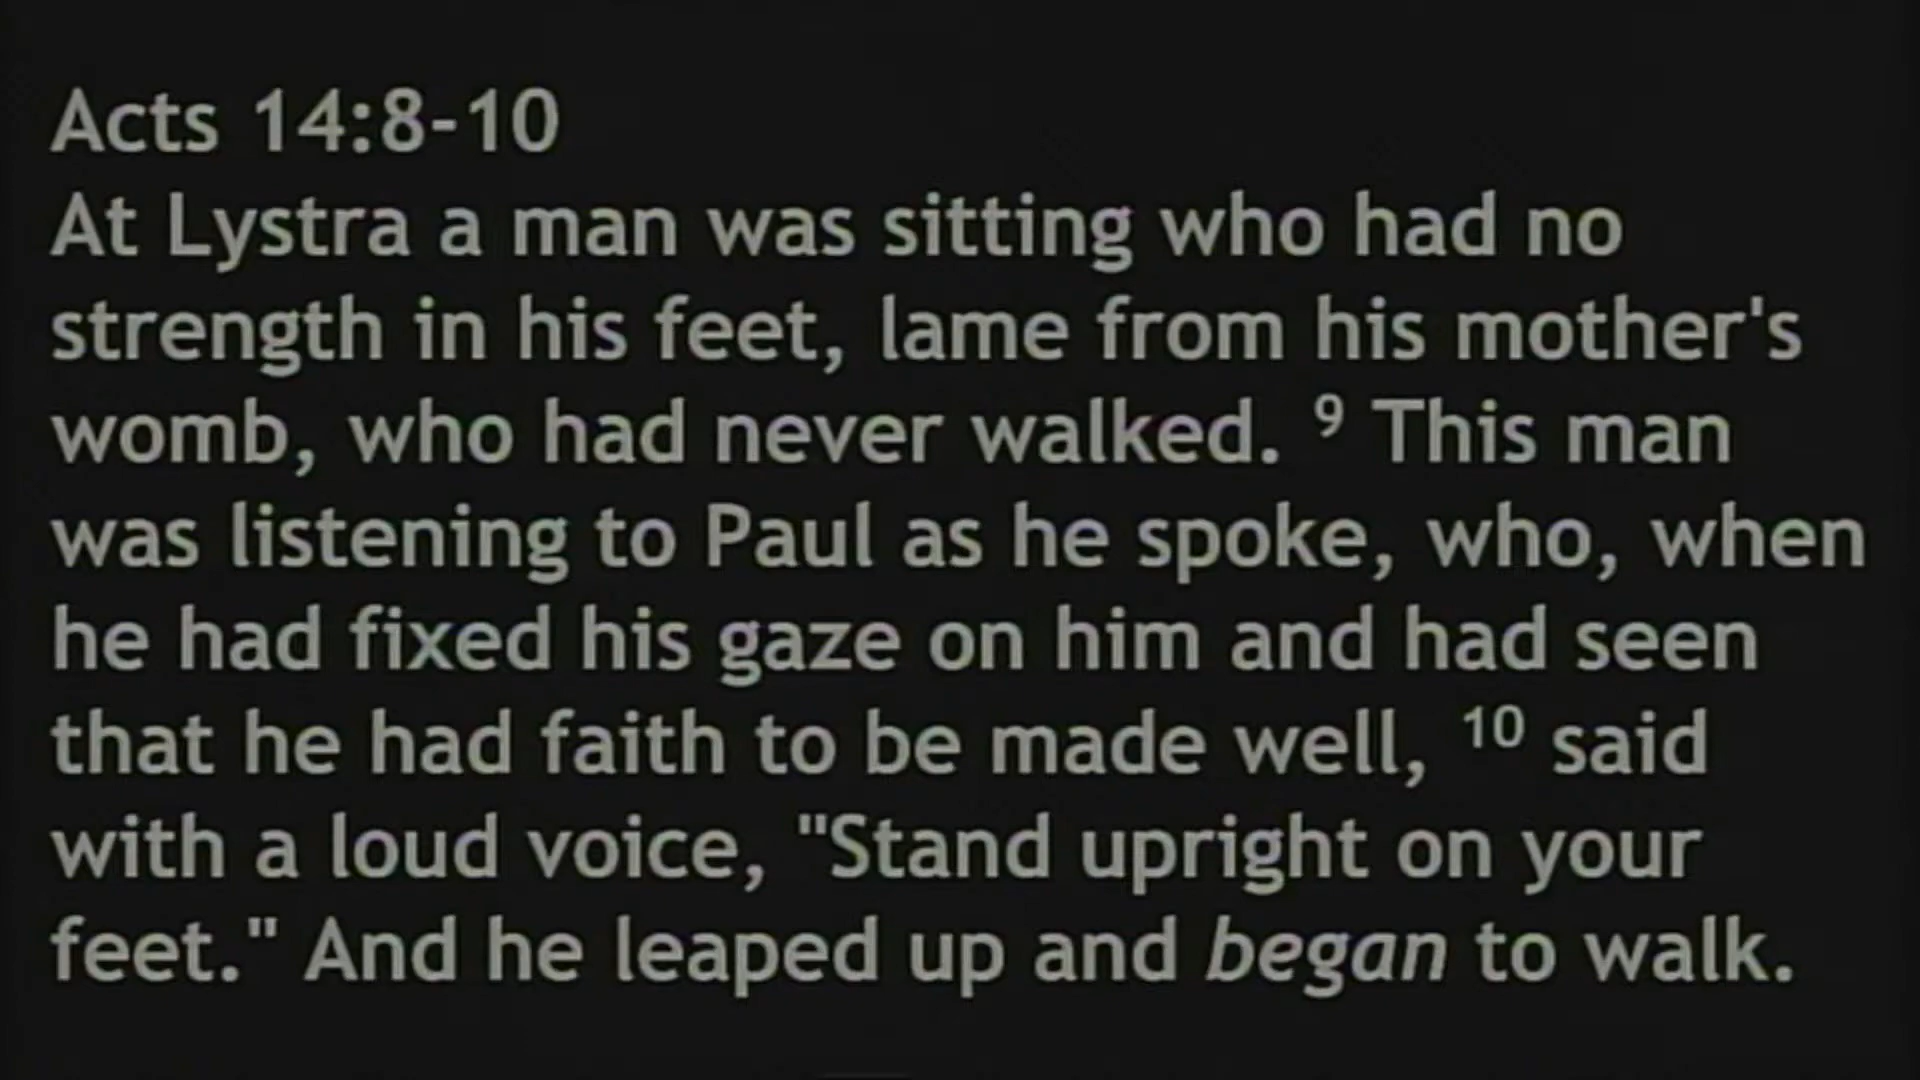 Acts 14:8-10
At Lystra a man was sitting who had no
strength in his feet, lame from his mother's
womb, who had never walked. ⁹ This man
was listening to Paul as he spoke, who, when
he had fixed his gaze on him and had seen
that he had faith to be made well, ¹⁰ said
with a loud voice, "Stand upright on your
feet." And he leaped up and began to walk.